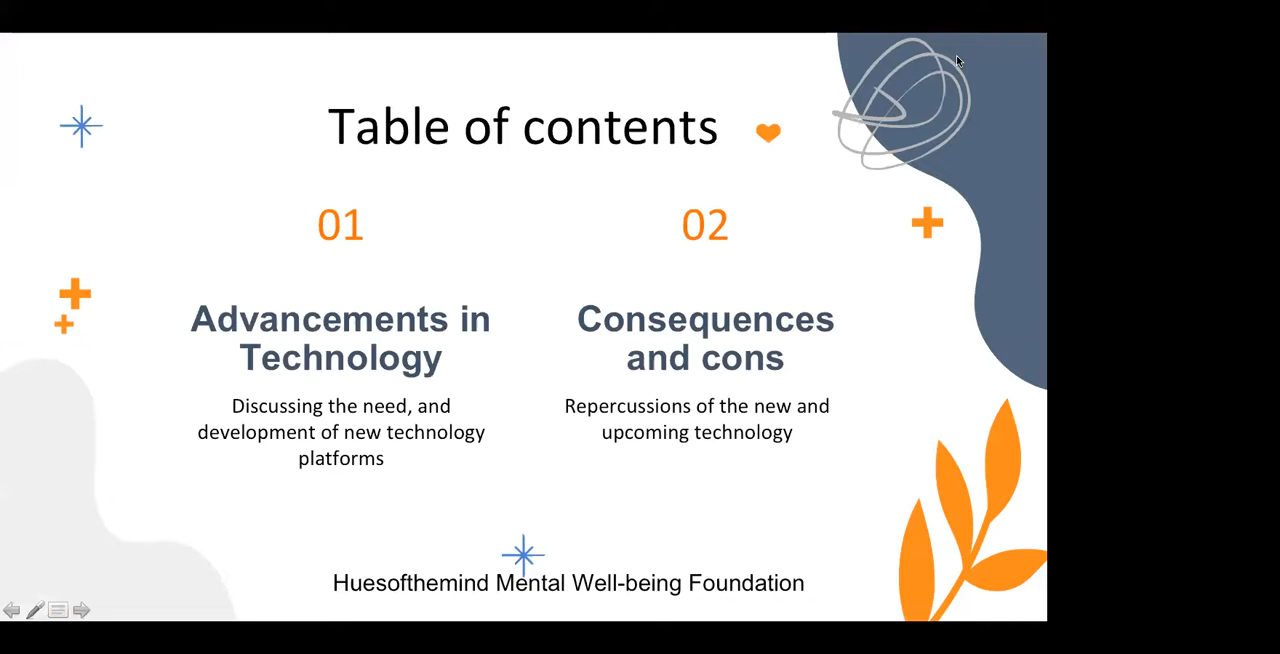 Table of contents
01
Advancements in
Technology
Discussing the need, and
development of new technology
platforms
02
Consequences
and cons
Repercussions of the new and
upcoming technology
Huesofthemind Mental Well-being Foundation